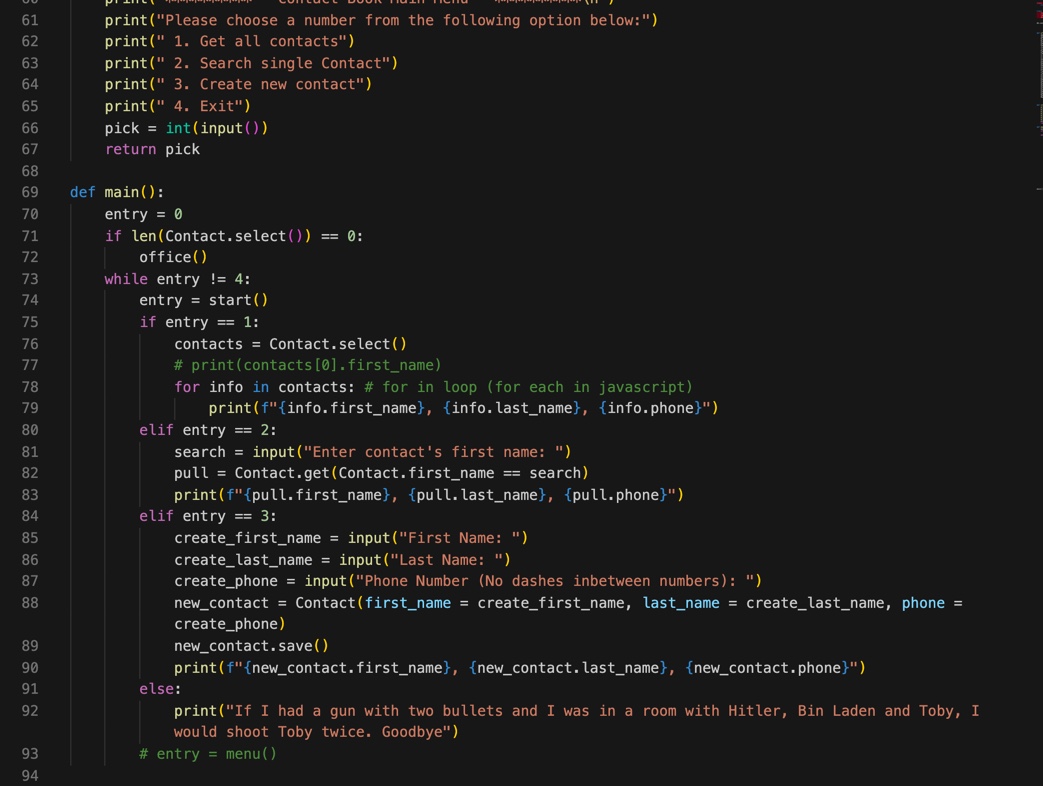 60 print(" ********** Contact Book Main Menu **********\n")
61 print("Please choose a number from the following option below:")
62 print(" 1. Get all contacts")
63 print(" 2. Search single Contact")
64 print(" 3. Create new contact")
65 print(" 4. Exit")
66 pick = int(input())
67 return pick
68
69 def main():
70 entry = 0
71 if len(Contact.select()) == 0:
72 office()
73 while entry != 4:
74 entry = start()
75 if entry == 1:
76 contacts = Contact.select()
77 # print(contacts[0].first_name)
78 for info in contacts: # for in loop (for each in javascript)
79 print(f"{info.first_name}, {info.last_name}, {info.phone}")
80 elif entry == 2:
81 search = input("Enter contact's first name: ")
82 pull = Contact.get(Contact.first_name == search)
83 print(f"{pull.first_name}, {pull.last_name}, {pull.phone}")
84 elif entry == 3:
85 create_first_name = input("First Name: ")
86 create_last_name = input("Last Name: ")
87 create_phone = input("Phone Number (No dashes inbetween numbers): ")
88 new_contact = Contact(first_name = create_first_name, last_name = create_last_name, phone =
create_phone)
89 new_contact.save()
90 print(f"{new_contact.first_name}, {new_contact.last_name}, {new_contact.phone}")
91 else:
92 print("If I had a gun with two bullets and I was in a room with Hitler, Bin Laden and Toby, I
would shoot Toby twice. Goodbye")
93 # entry = menu()
94